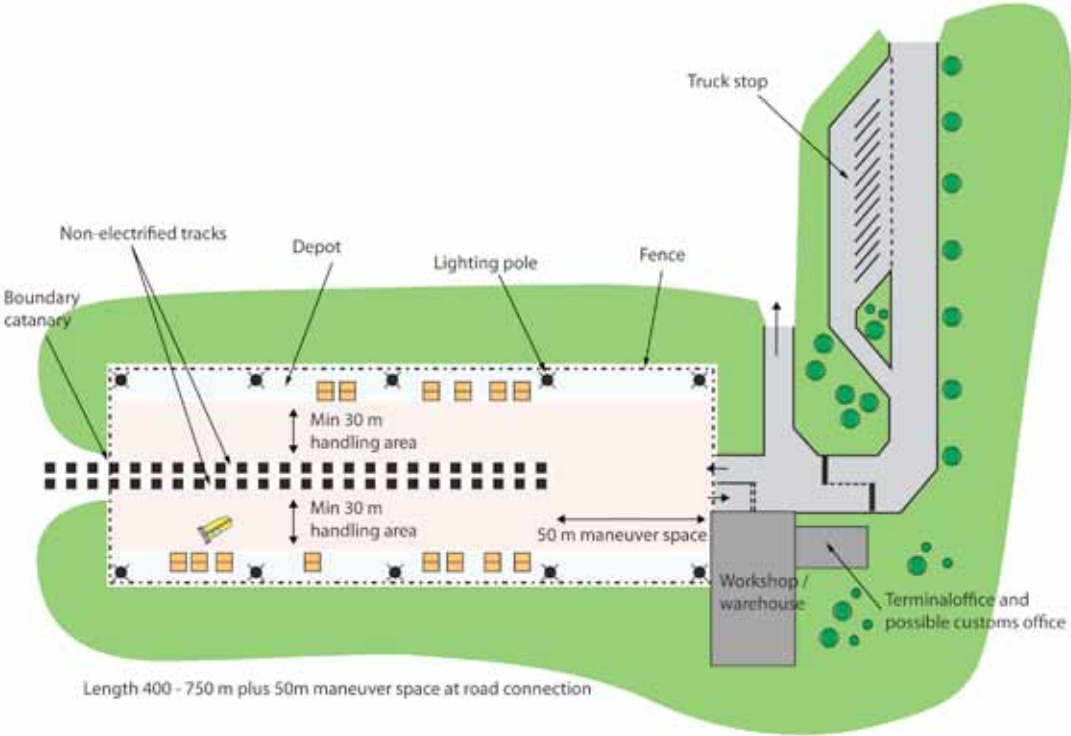 Truck stop
Non-electrified tracks
Depot
Lighting pole
Fence
Boundary
catanary
Min 30 m
handling area
Min 30 m
handling area
50 m maneuver space
Workshop /
warehouse
Terminaloffice and
possible customs office
Length 400 - 750 m plus 50m maneuver space at road connection